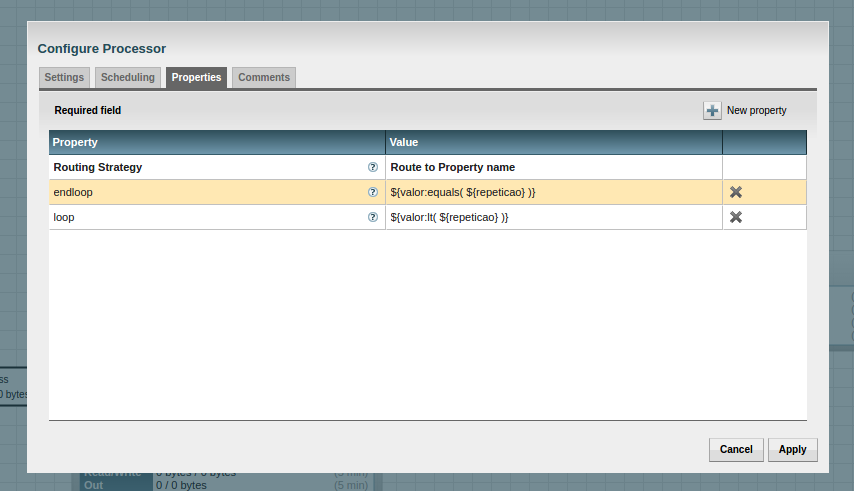 Configure Processor
Settings Scheduling Properties Comments
Required field New property
Property Value
Routing Strategy Route to Property name
endloop ${valor:equals( ${repeticao} )}
loop ${valor:lt( ${repeticao} )}
ss
0 bytes
Cancel Apply
Read/Write 0 bytes / 0 bytes (5 min)
Out 0 / 0 bytes (5 min)